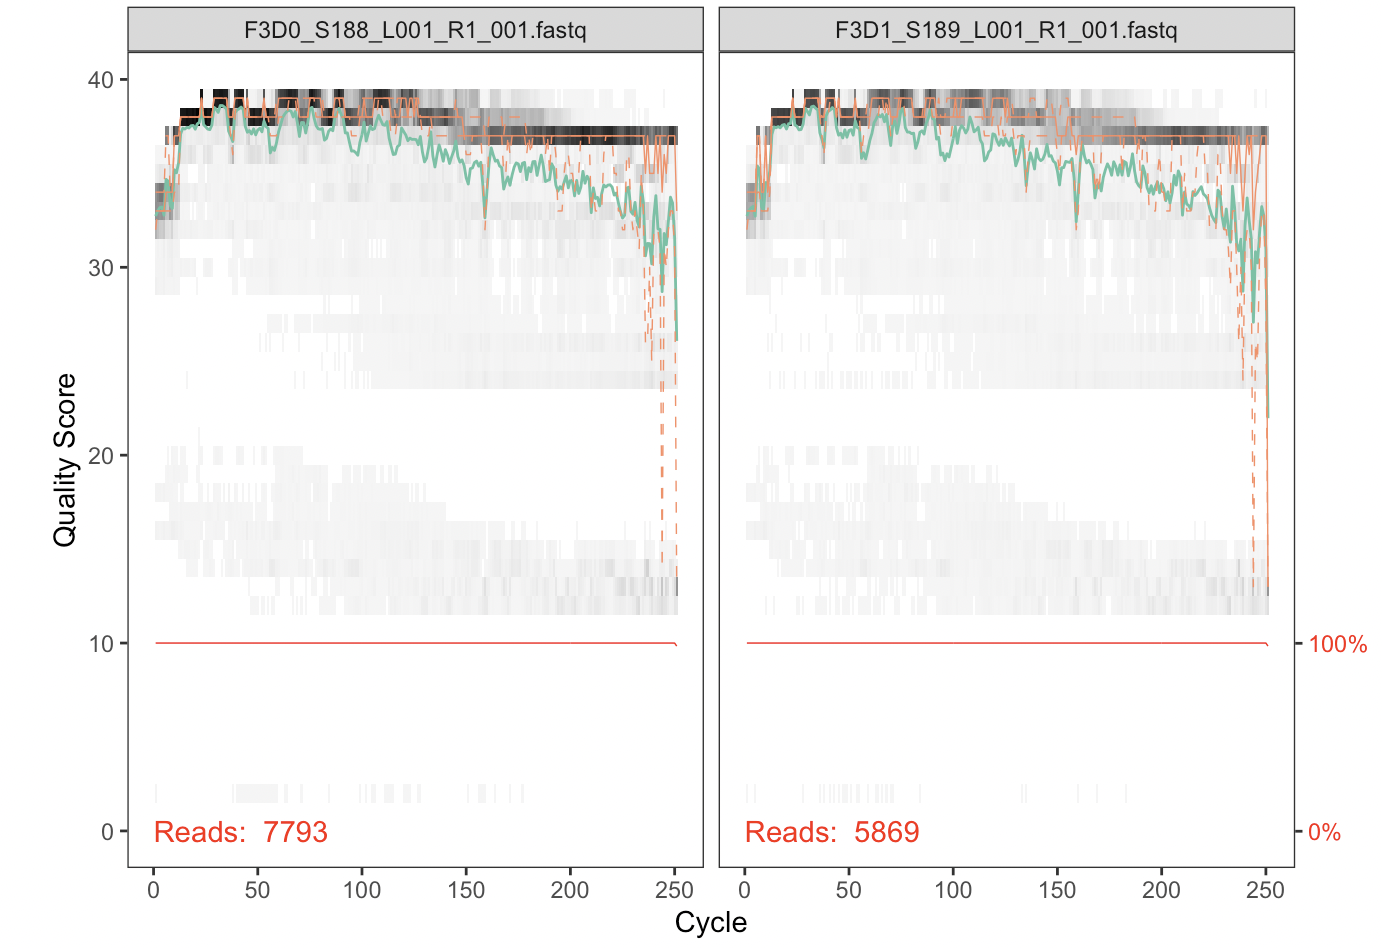 F3D0_S188_L001_R1_001.fastq
F3D1_S189_L001_R1_001.fastq
Quality Score
40
30
20
10
0
100%
0%
Reads: 7793
Reads: 5869
0 50 100 150 200 250
0 50 100 150 200 250
Cycle